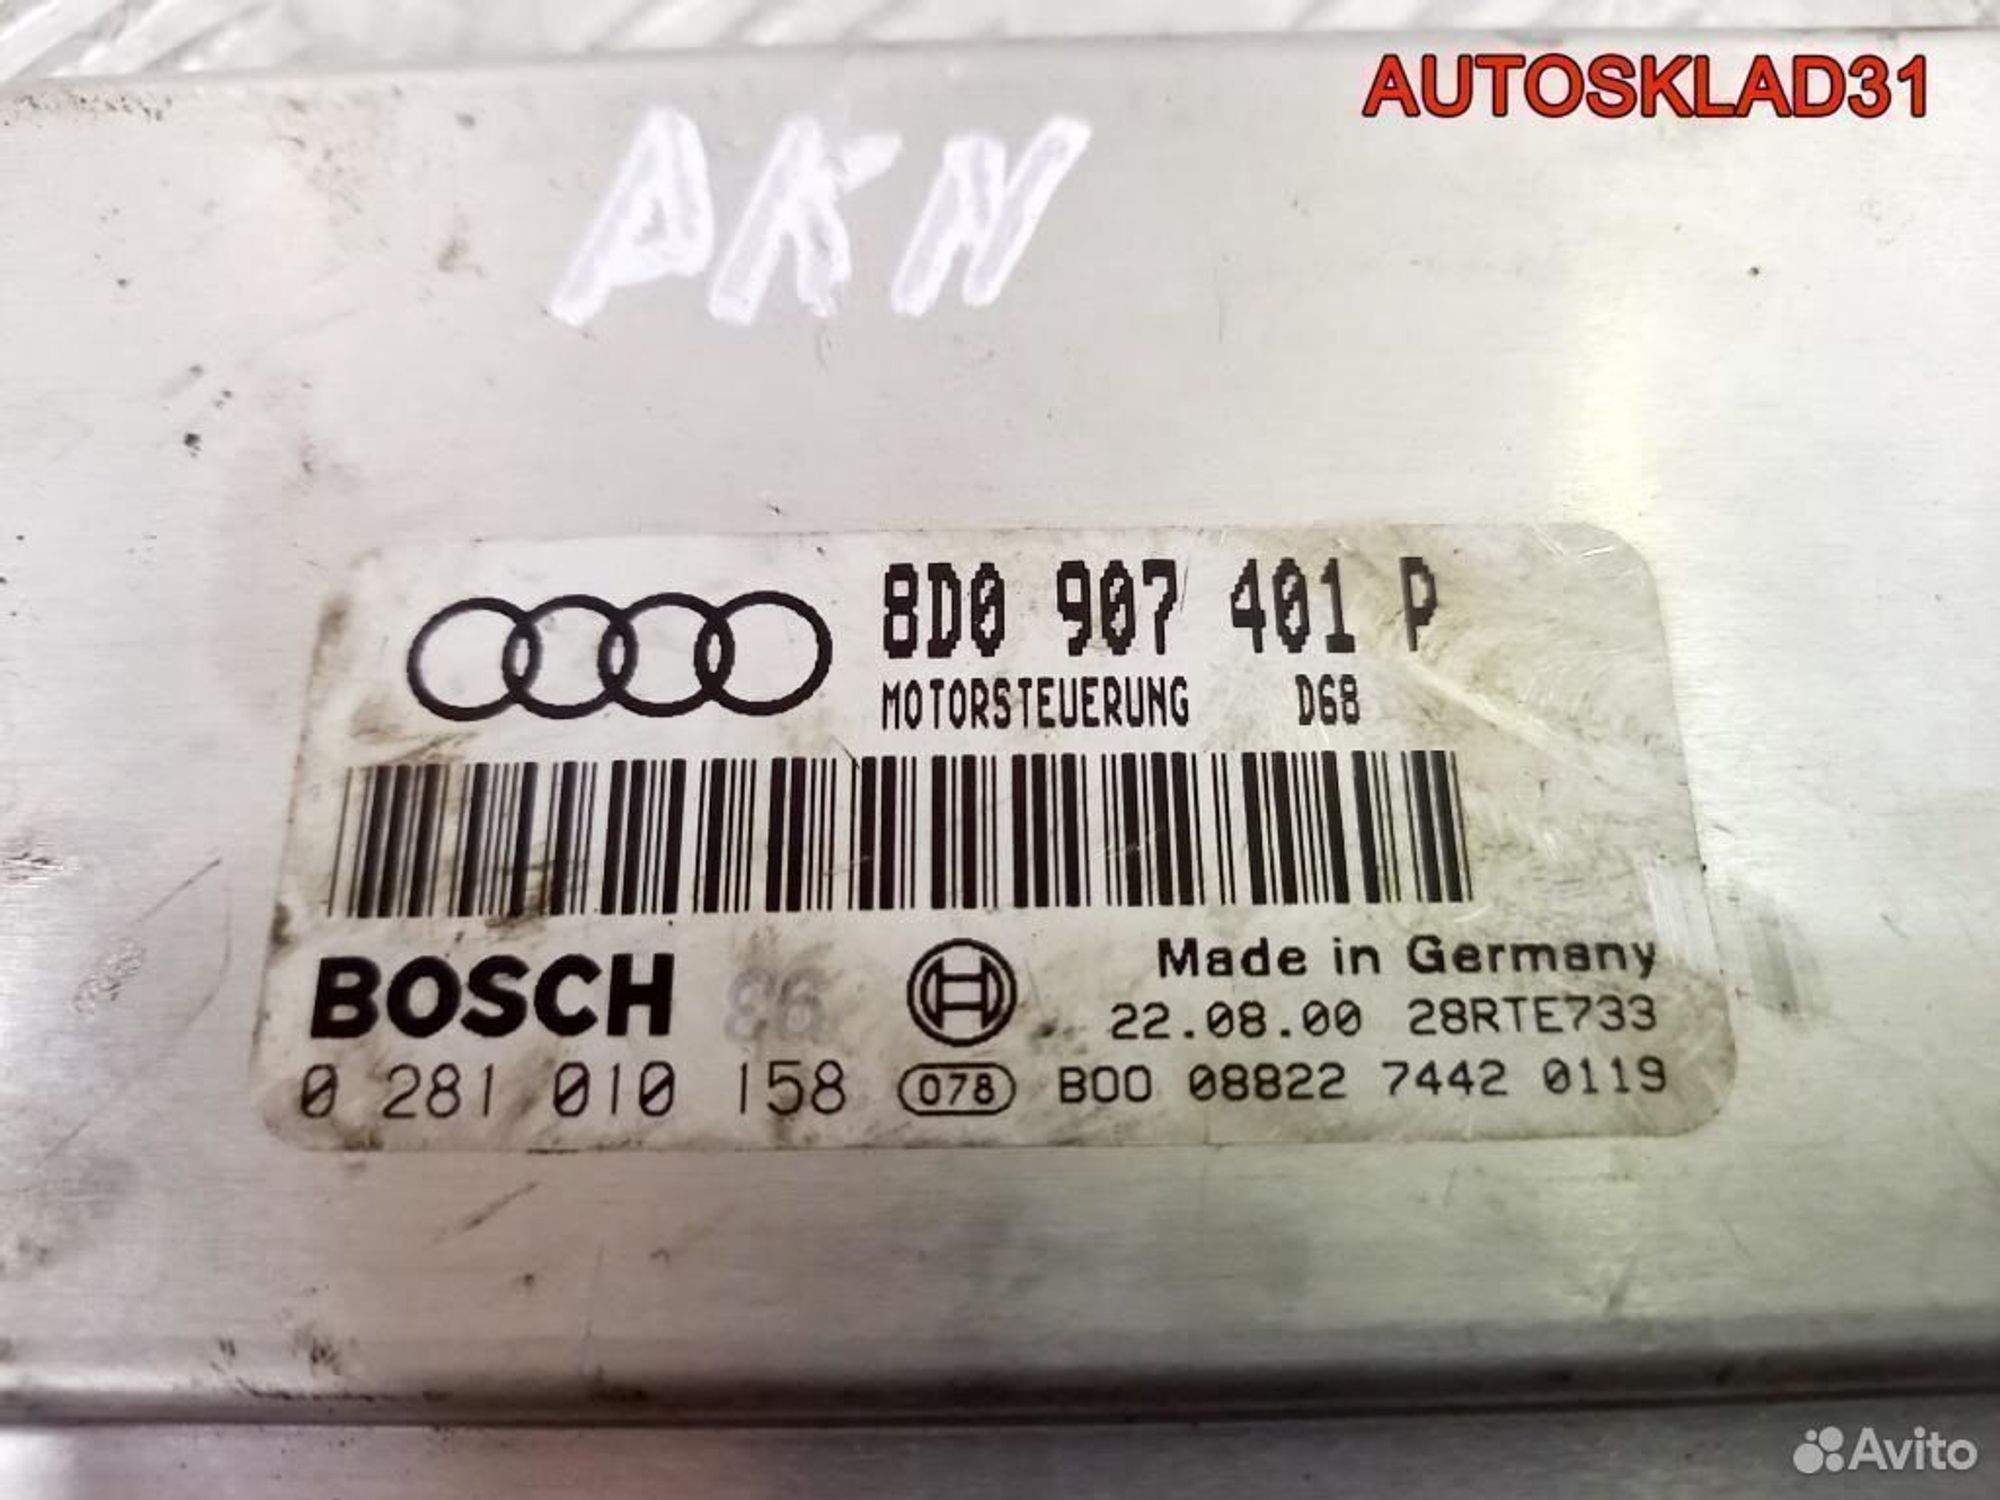 AUTOSKLAD31
AKN
8D0 907 401 P
MOTORSTEUERUNG D68
BOSCH 96
Made in Germany
22.08.00 28RTE733
0 281 010 158 078 B00 08822 7442 0119
Avito